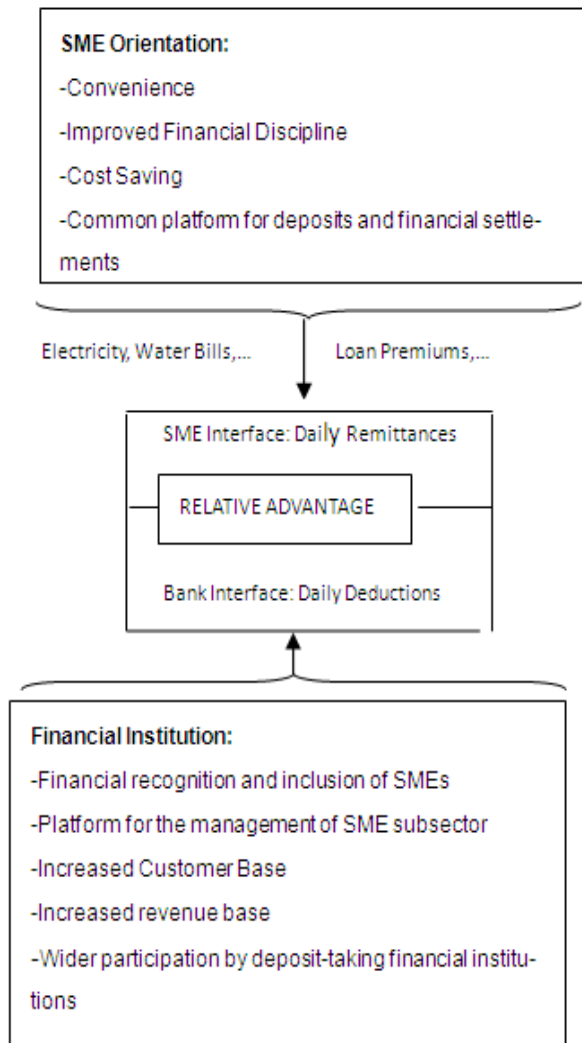 SME Orientation:
-Convenience
-Improved Financial Discipline
-Cost Saving
-Common platform for deposits and financial settle-
ments
Electricity, Water Bills,... Loan Premiums,...
SME Interface: Daily Remittances
RELATIVE ADVANTAGE
Bank Interface: Daily Deductions
Financial Institution:
-Financial recognition and inclusion of SMEs
-Platform for the management of SME subsector
-Increased Customer Base
-Increased revenue base
-Wider participation by deposit-taking financial institu-
tions